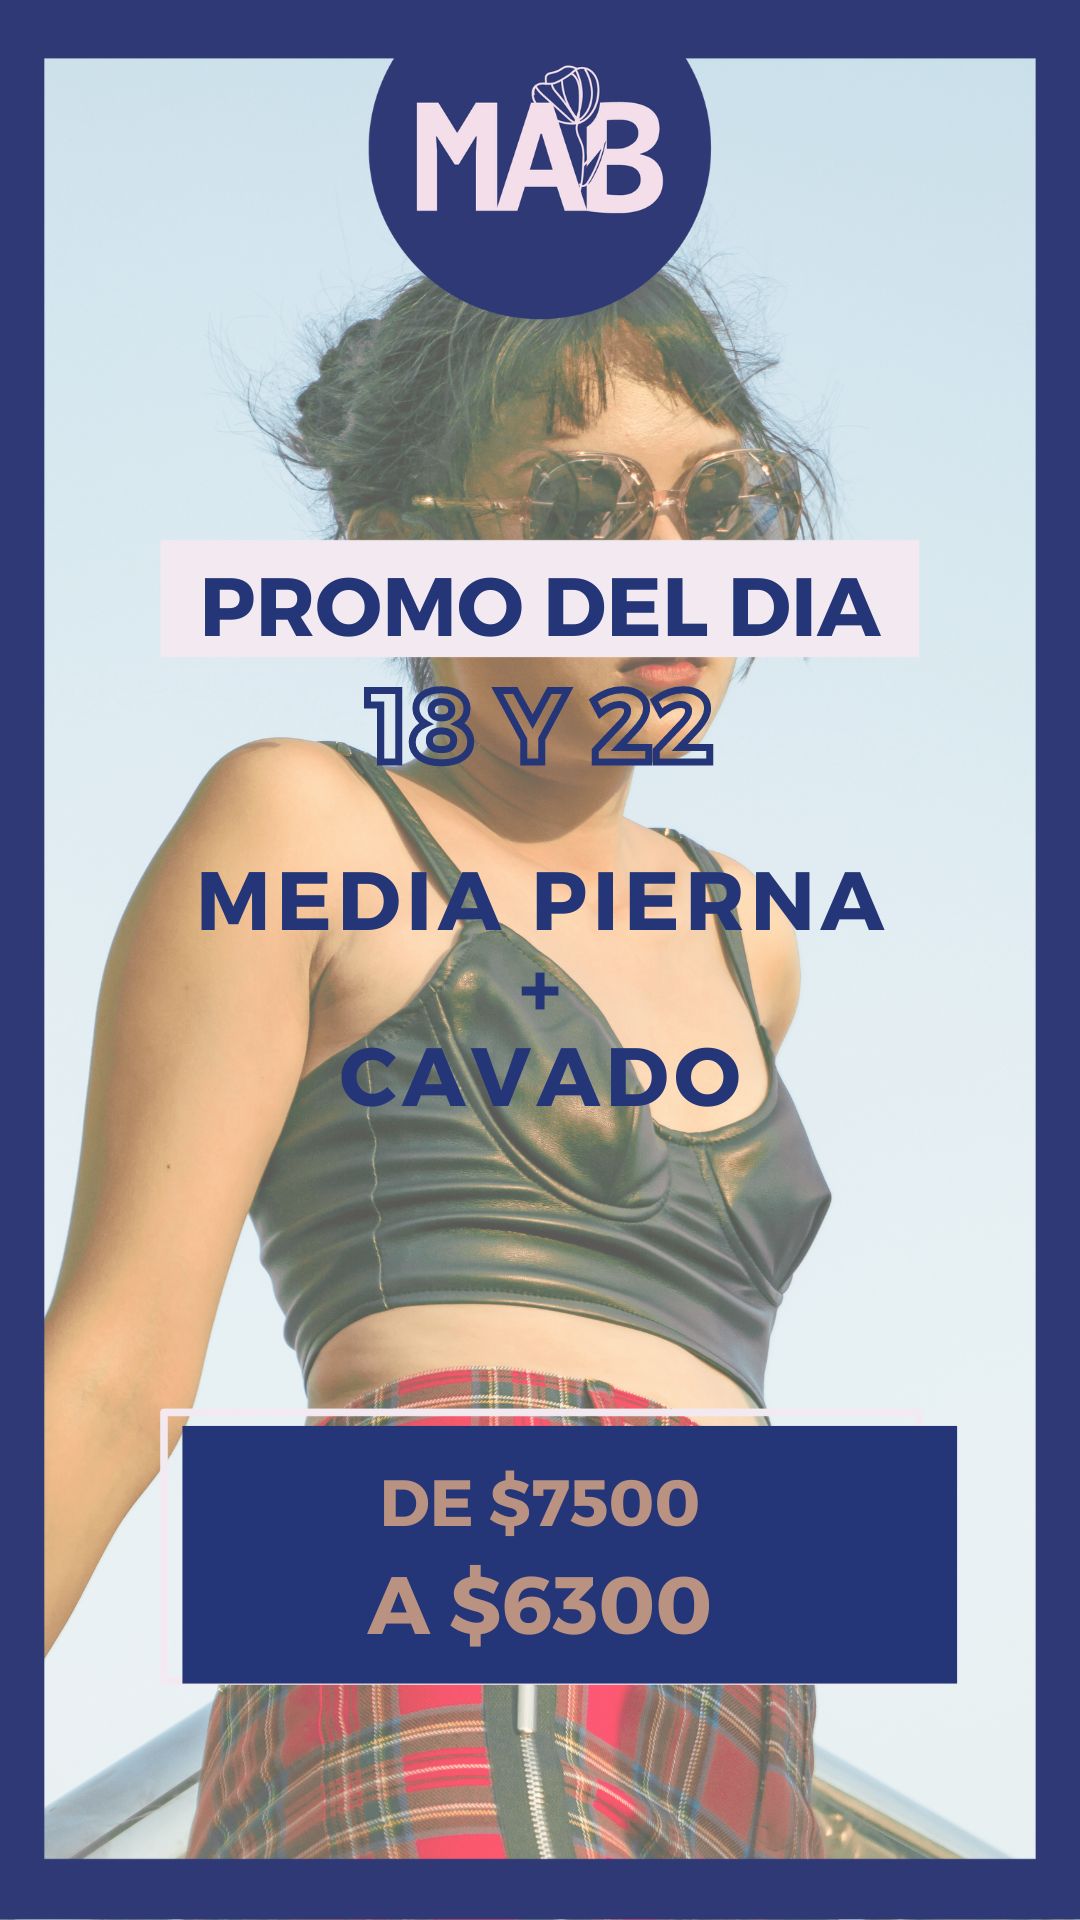 MAB
PROMO DEL DIA
18 Y 22
MEDIA PIERNA
+
CAVADO
DE $7500
A $6300